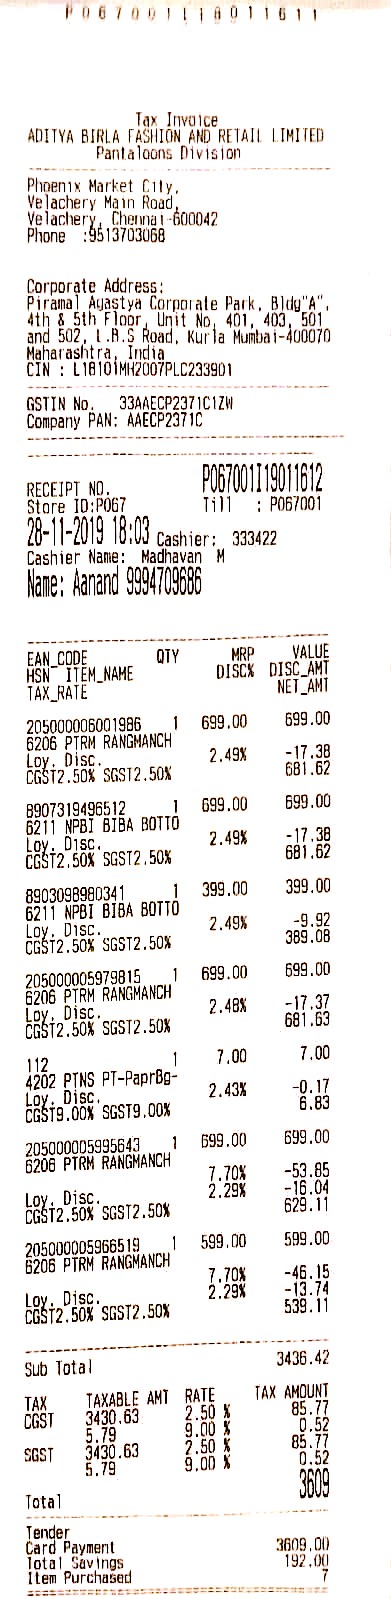 P067001I19011611
Tax Invoice
ADITYA BIRLA FASHION AND RETAIL LIMITED
Pantaloons Division
Phoenix Market City,
Velachery Main Road,
Velachery, Chennai-600042
Phone :9513703068
Corporate Address:
Piramal Agastya Corporate Park, Bldg"A",
4th & 5th Floor, Unit No, 401, 403, 501
and 502, L.B.S Road, Kurla Mumbai-400070
Maharashtra, India
CIN : L18101MH2007PLC233901
GSTIN No. 33AAECP2371C1ZW
Company PAN: AAECP2371C
RECEIPT NO. P067001I19011612
Store ID:P067 Till : P067001
28-11-2019 18:03 Cashier: 333422
Cashier Name: Madhavan M
Name: Aanand 9994709686
EAN_CODE QTY MRP VALUE
HSN ITEM_NAME DISC% DISC_AMT
TAX_RATE NET_AMT
205000006001986 1 699.00 699.00
6206 PTRM RANGMANCH
Loy. Disc. 2.49% -17.38
CGST2.50% SGST2.50% 681.62
8907319496512 1 699.00 699.00
6211 NPBI BIBA BOTTO
Loy. Disc. 2.49% -17.38
CGST2.50% SGST2.50% 681.62
8903098980341 1 399.00 399.00
6211 NPBI BIBA BOTTO
Loy. Disc. 2.49% -9.92
CGST2.50% SGST2.50% 389.08
205000005979815 1 699.00 699.00
6206 PTRM RANGMANCH
Loy. Disc. 2.48% -17.37
CGST2.50% SGST2.50% 681.63
112 1 7.00 7.00
4202 PTNS PT-PaprBg-
Loy. Disc. 2.43% -0.17
CGST9.00% SGST9.00% 6.83
205000005995643 1 699.00 699.00
6206 PTRM RANGMANCH
7.70% -53.85
Loy. Disc. 2.29% -16.04
CGST2.50% SGST2.50% 629.11
205000005966519 1 599.00 599.00
6206 PTRM RANGMANCH
7.70% -46.15
Loy. Disc. 2.29% -13.74
CGST2.50% SGST2.50% 539.11
Sub Total 3436.42
TAX TAXABLE AMT RATE TAX AMOUNT
CGST 3430.63 2.50 % 85.77
5.79 9.00 % 0.52
SGST 3430.63 2.50 % 85.77
5.79 9.00 % 0.52
Total 3609
Tender
Card Payment 3609.00
Total Savings 192.00
Item Purchased 7